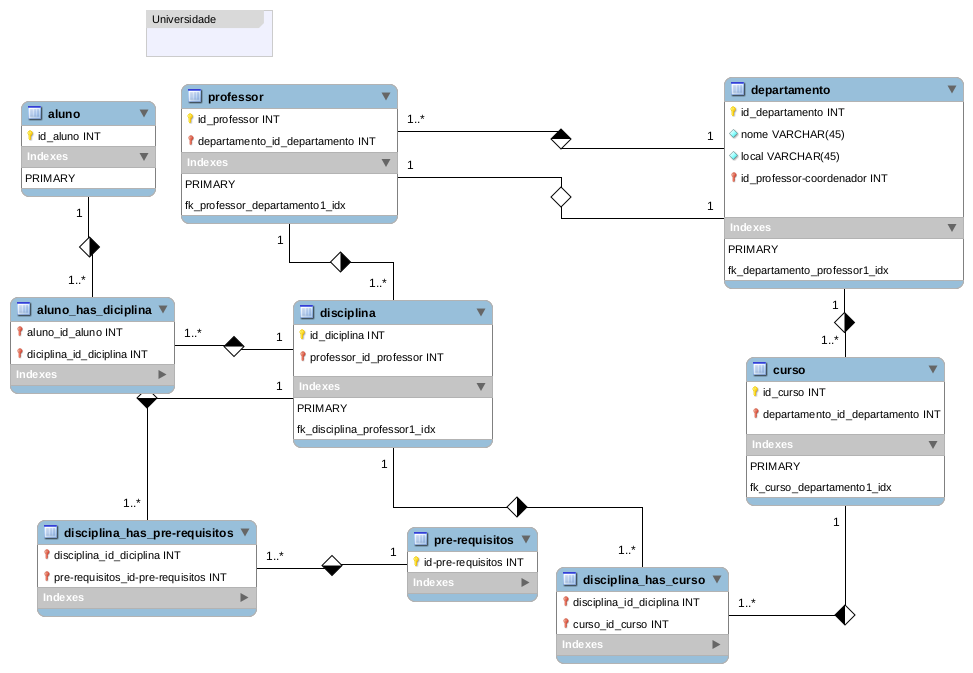 Universidade
aluno
id_aluno INT
Indexes
PRIMARY
professor
id_professor INT
departamento_id_departamento INT
Indexes
PRIMARY
fk_professor_departamento1_idx
departamento
id_departamento INT
nome VARCHAR(45)
local VARCHAR(45)
id_professor-coordenador INT
Indexes
PRIMARY
fk_departamento_professor1_idx
1..*
1
1
1
1
1..*
1
1..*
1
1..*
aluno_has_diciplina
aluno_id_aluno INT
diciplina_id_diciplina INT
Indexes
1..*
1
disciplina
id_diciplina INT
professor_id_professor INT
Indexes
PRIMARY
fk_disciplina_professor1_idx
curso
id_curso INT
departamento_id_departamento INT
Indexes
PRIMARY
fk_curso_departamento1_idx
1
1..*
1
1..*
1
1..*
disciplina_has_pre-requisitos
disciplina_id_diciplina INT
pre-requisitos_id-pre-requisitos INT
Indexes
1..*
1
pre-requisitos
id-pre-requisitos INT
Indexes
disciplina_has_curso
disciplina_id_diciplina INT
curso_id_curso INT
Indexes